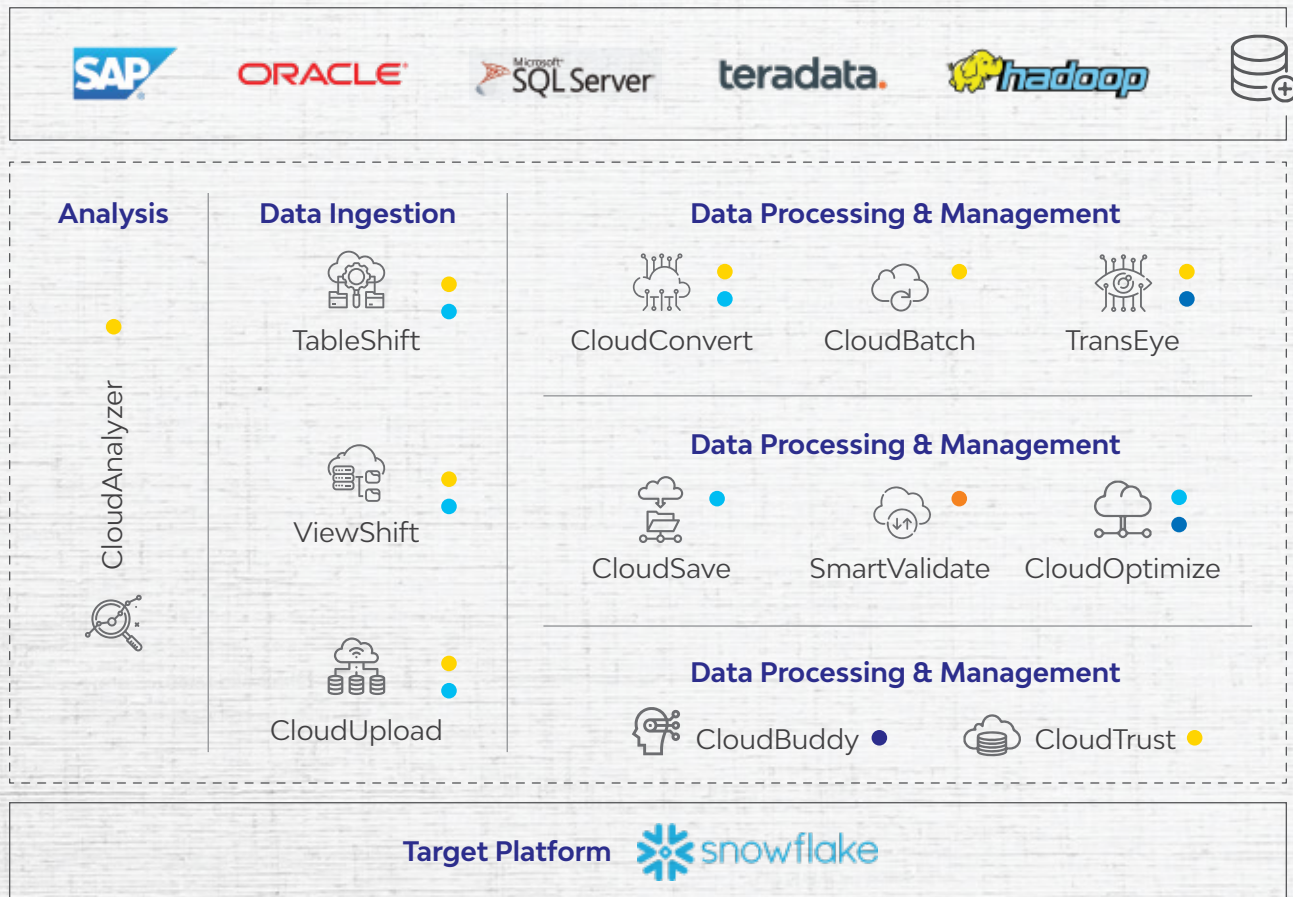 SAP
ORACLE
Microsoft
SQL Server
teradata.
hadoop
Analysis
CloudAnalyzer
Data Ingestion
TableShift
ViewShift
CloudUpload
Data Processing & Management
CloudConvert CloudBatch TransEye
Data Processing & Management
CloudSave SmartValidate CloudOptimize
Data Processing & Management
CloudBuddy CloudTrust
Target Platform snowflake